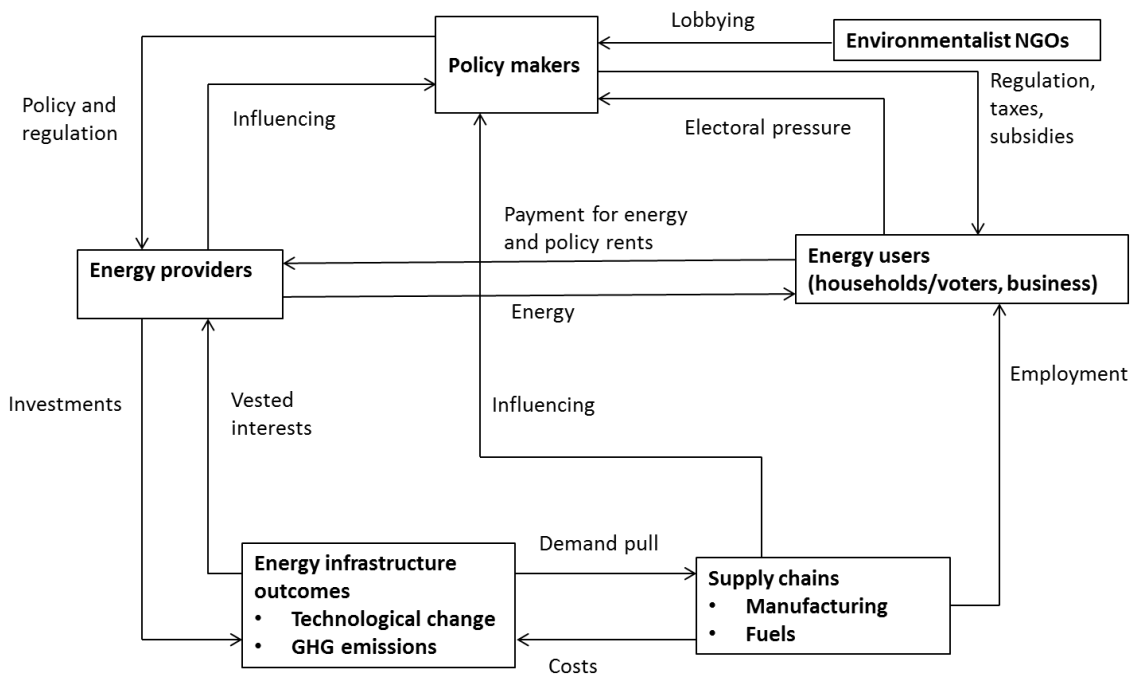 Lobbying
Environmentalist NGOs
Policy makers
Policy and
regulation
Influencing
Electoral pressure
Regulation,
taxes,
subsidies
Payment for energy
and policy rents
Energy providers
Energy users
(households/voters, business)
Energy
Investments
Vested
interests
Influencing
Employment
Energy infrastructure
outcomes
• Technological change
• GHG emissions
Demand pull
Supply chains
• Manufacturing
• Fuels
Costs